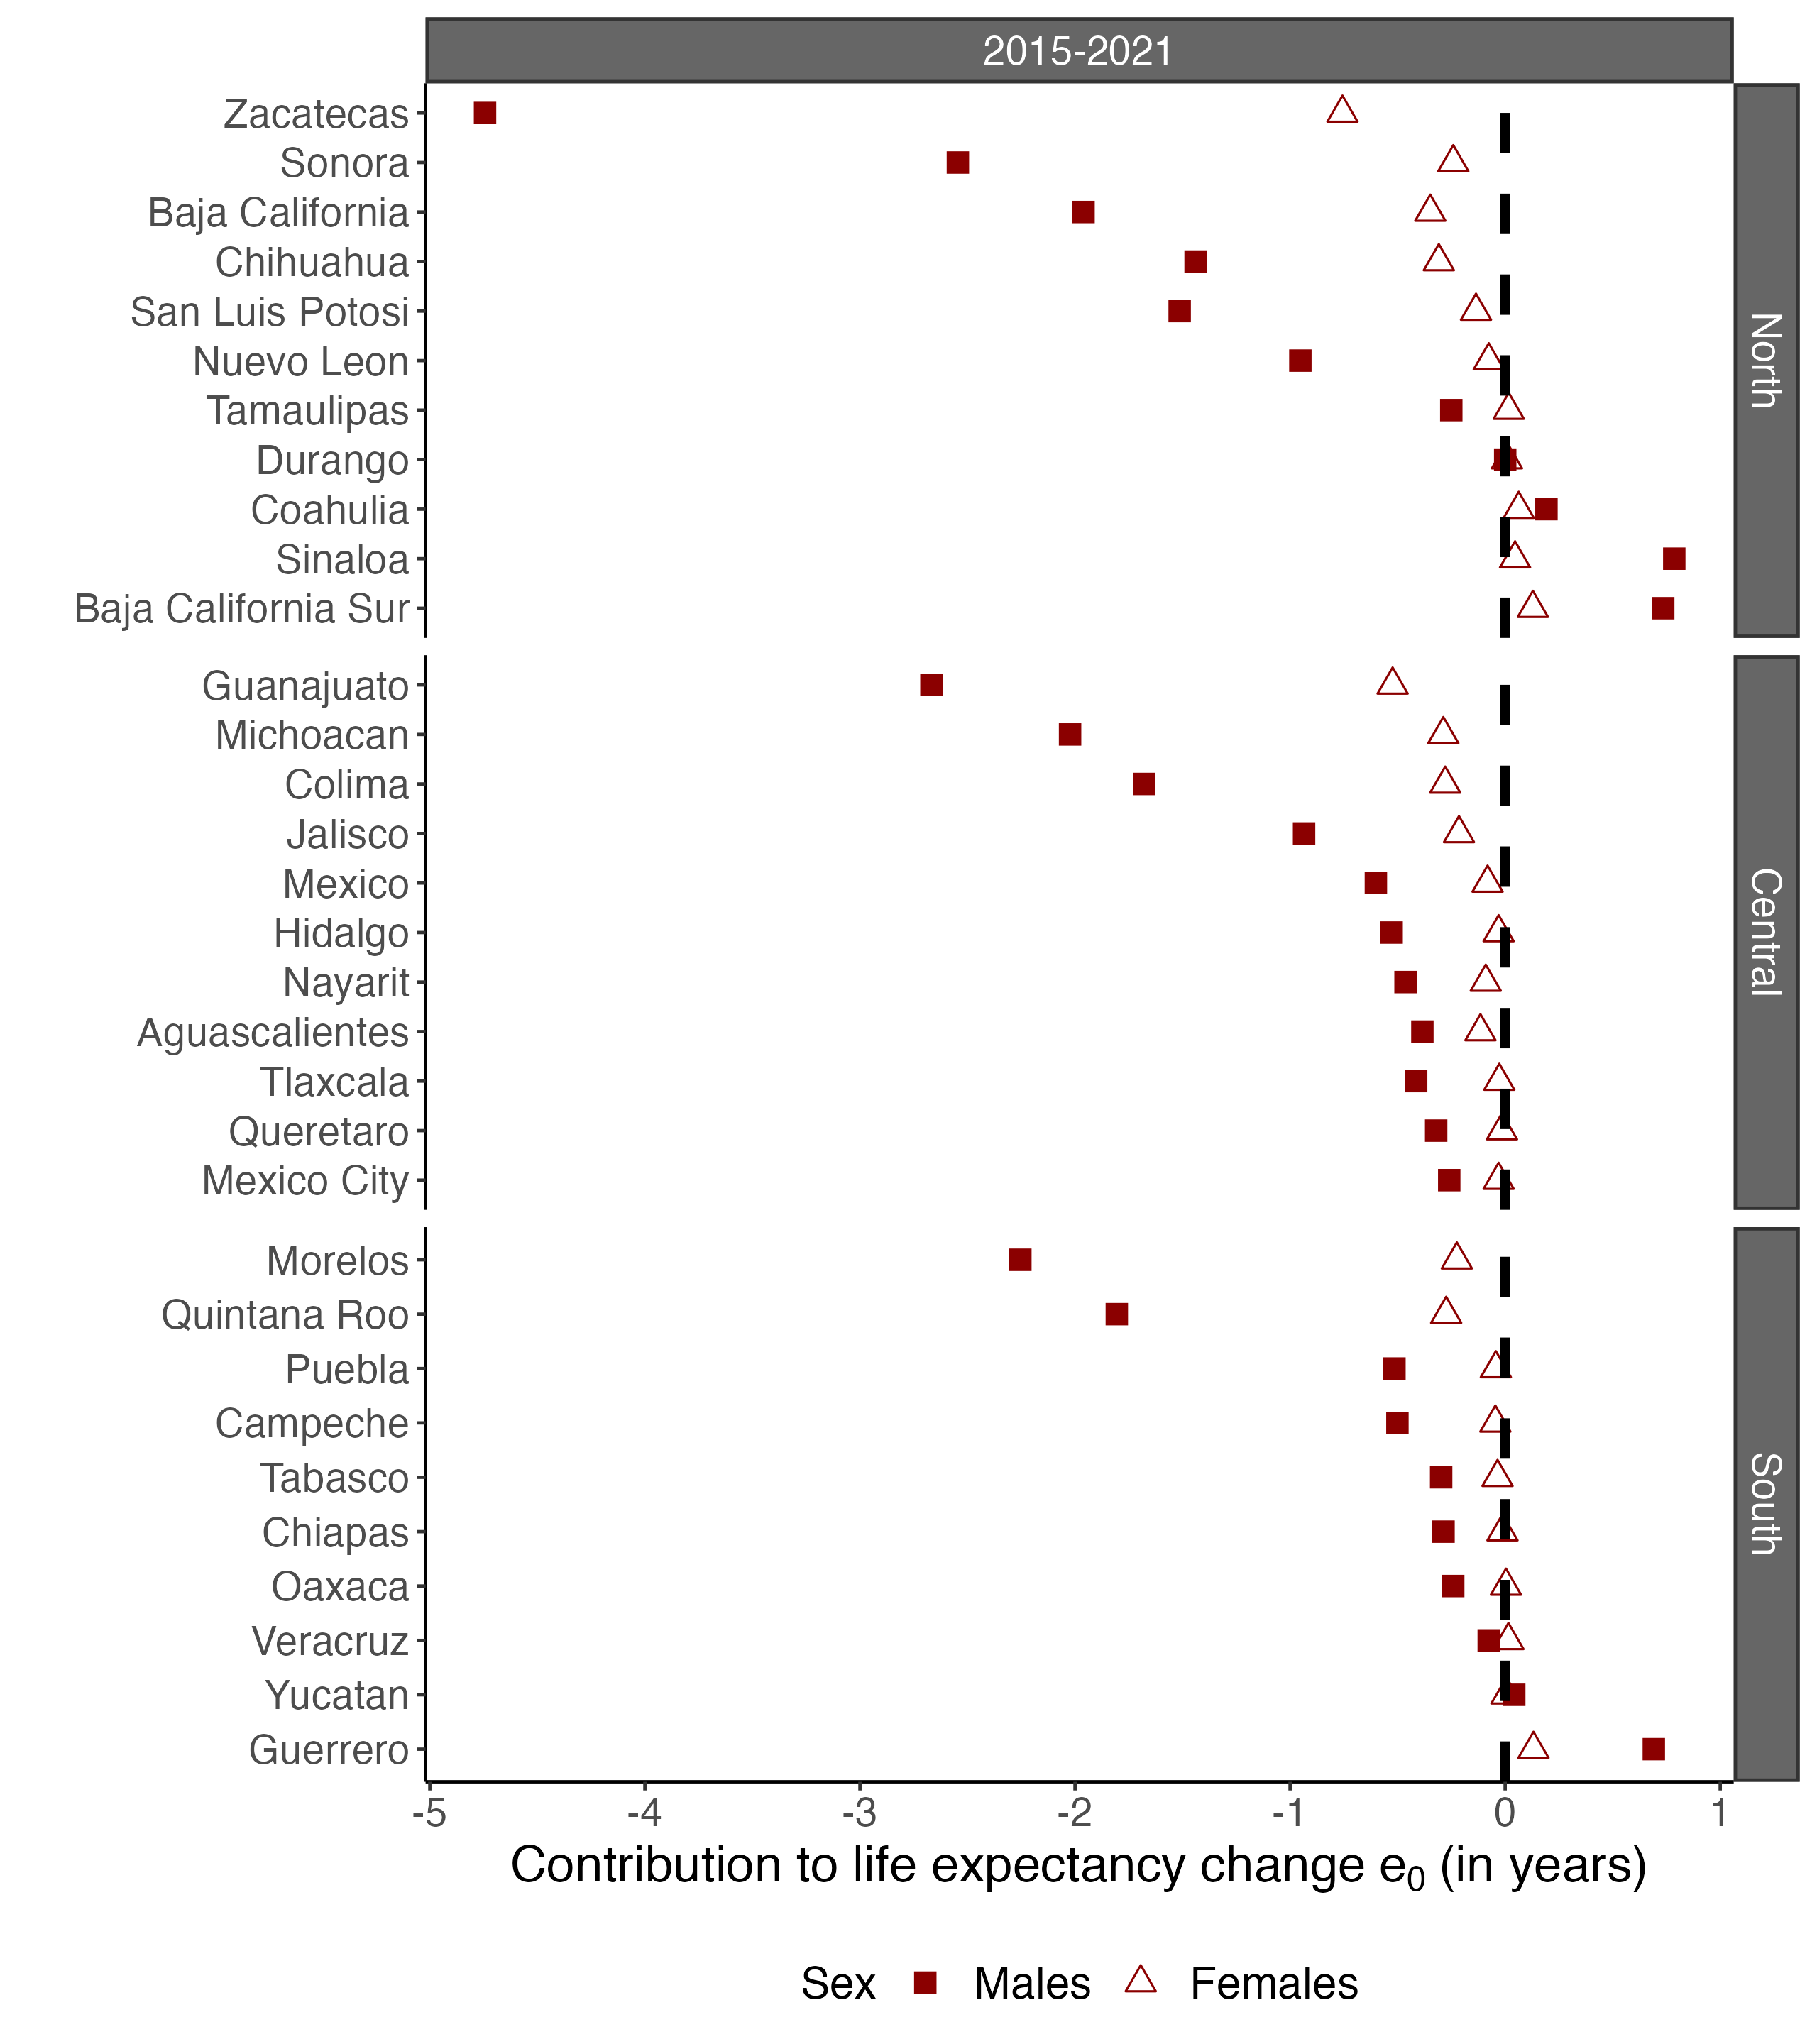 2015-2021
Zacatecas
Sonora
Baja California
Chihuahua
San Luis Potosi
Nuevo Leon
Tamaulipas
Durango
Coahulia
Sinaloa
Baja California Sur
North
Guanajuato
Michoacan
Colima
Jalisco
Mexico
Hidalgo
Nayarit
Aguascalientes
Tlaxcala
Queretaro
Mexico City
Central
Morelos
Quintana Roo
Puebla
Campeche
Tabasco
Chiapas
Oaxaca
Veracruz
Yucatan
Guerrero
South
-5 -4 -3 -2 -1 0 1
Contribution to life expectancy change e₀ (in years)
Sex Males Females